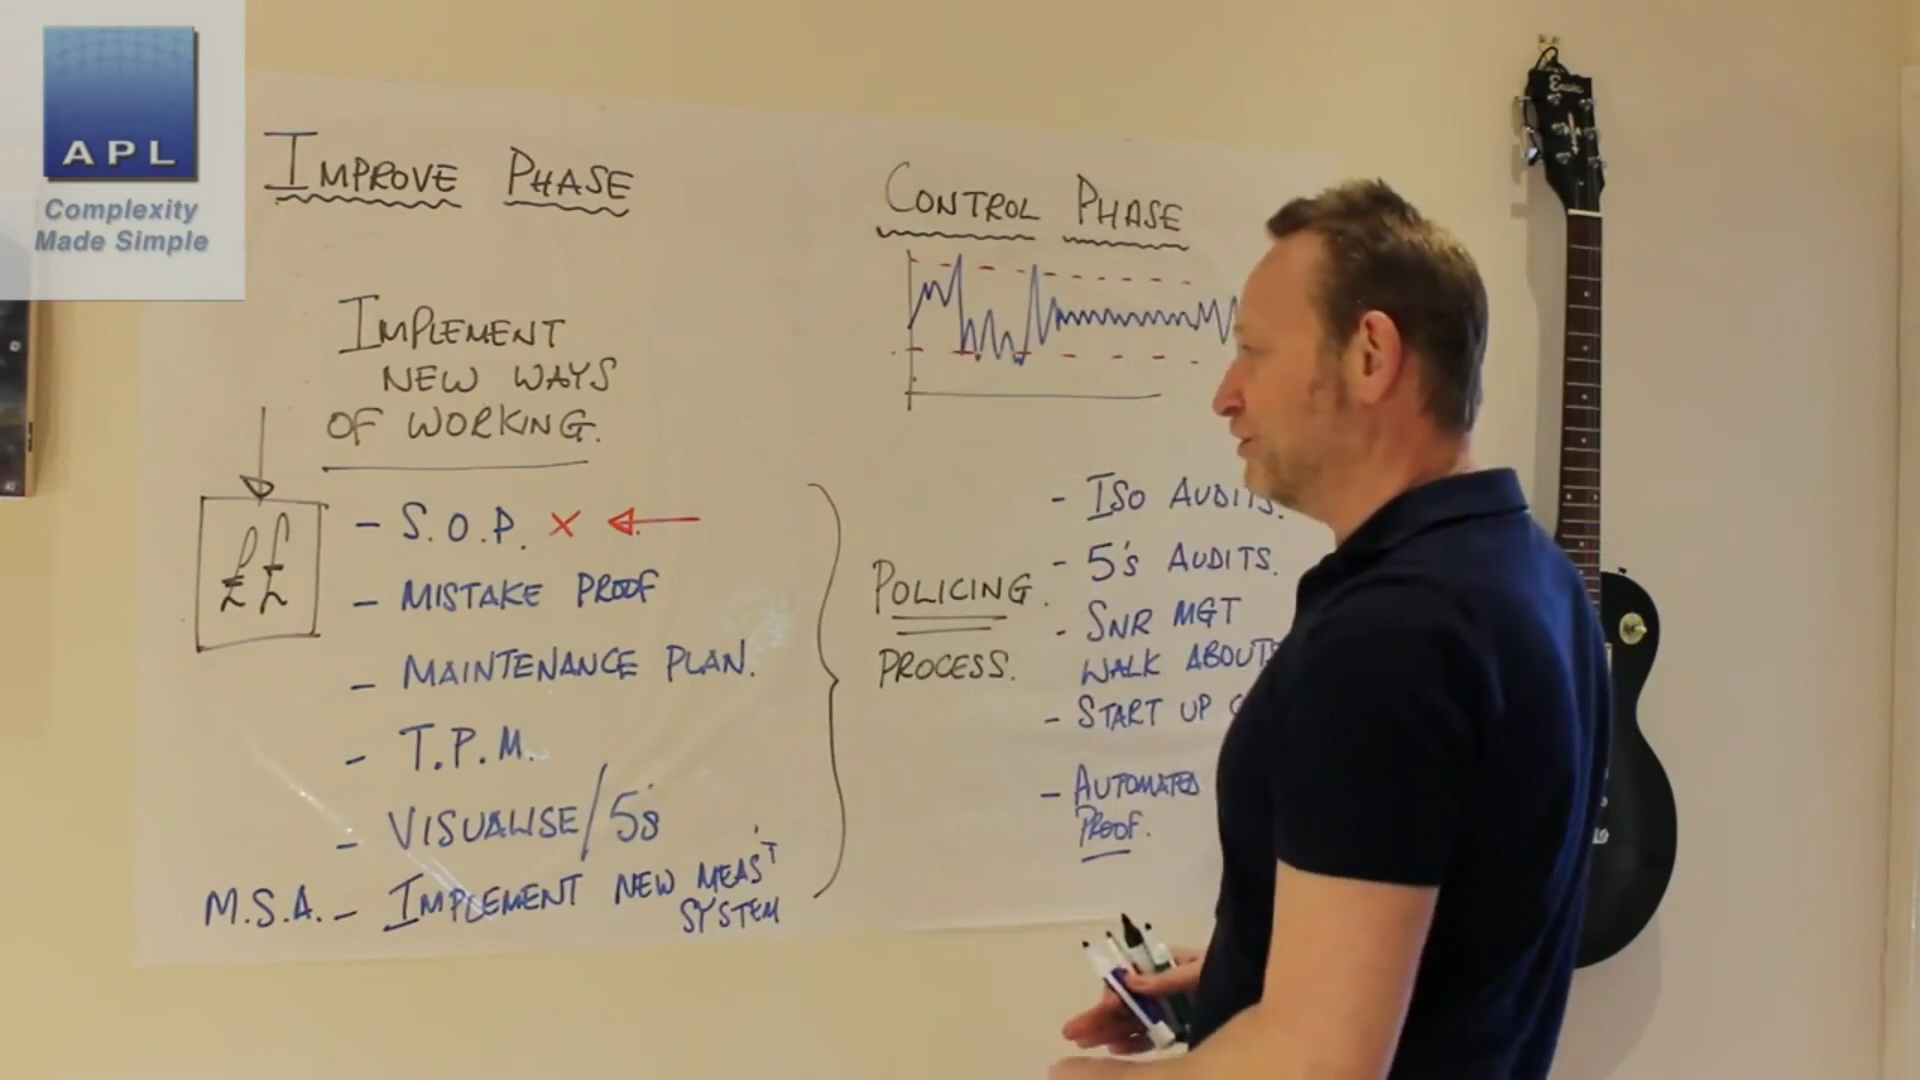 APL
Complexity
Made Simple
IMPROVE PHASE
IMPLEMENT
NEW WAYS
OF WORKING.
££
- S.O.P. X
- MISTAKE PROOF
- MAINTENANCE PLAN.
- T.P.M.
- VISUALISE/5s
M.S.A. - IMPLEMENT NEW MEAS'T
SYSTEM
CONTROL PHASE
POLICING
PROCESS.
- ISO AUDITS.
- 5's AUDITS.
- SNR MGT
WALK ABOUTS
- START UP
- AUTOMATED
PROOF.